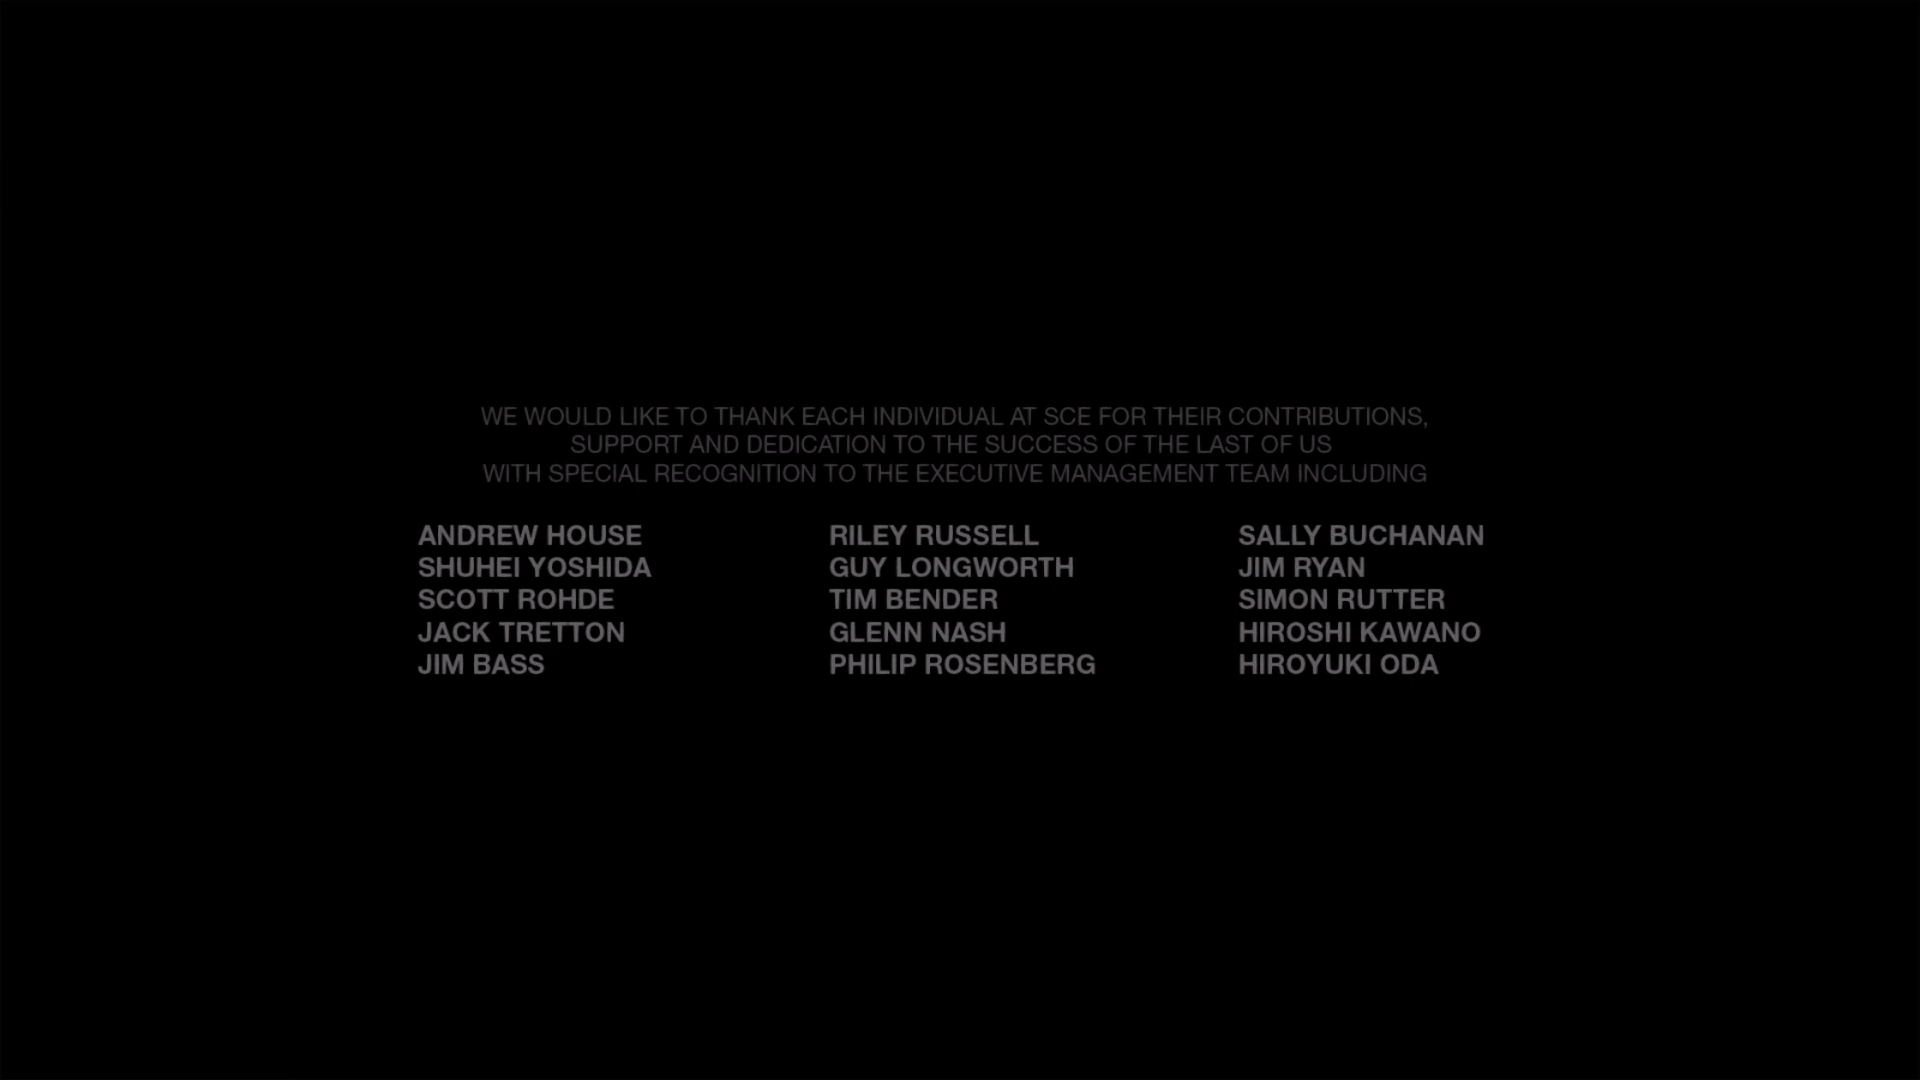 WE WOULD LIKE TO THANK EACH INDIVIDUAL AT SCE FOR THEIR CONTRIBUTIONS,
SUPPORT AND DEDICATION TO THE SUCCESS OF THE LAST OF US
WITH SPECIAL RECOGNITION TO THE EXECUTIVE MANAGEMENT TEAM INCLUDING
ANDREW HOUSE
SHUHEI YOSHIDA
SCOTT ROHDE
JACK TRETTON
JIM BASS
RILEY RUSSELL
GUY LONGWORTH
TIM BENDER
GLENN NASH
PHILIP ROSENBERG
SALLY BUCHANAN
JIM RYAN
SIMON RUTTER
HIROSHI KAWANO
HIROYUKI ODA